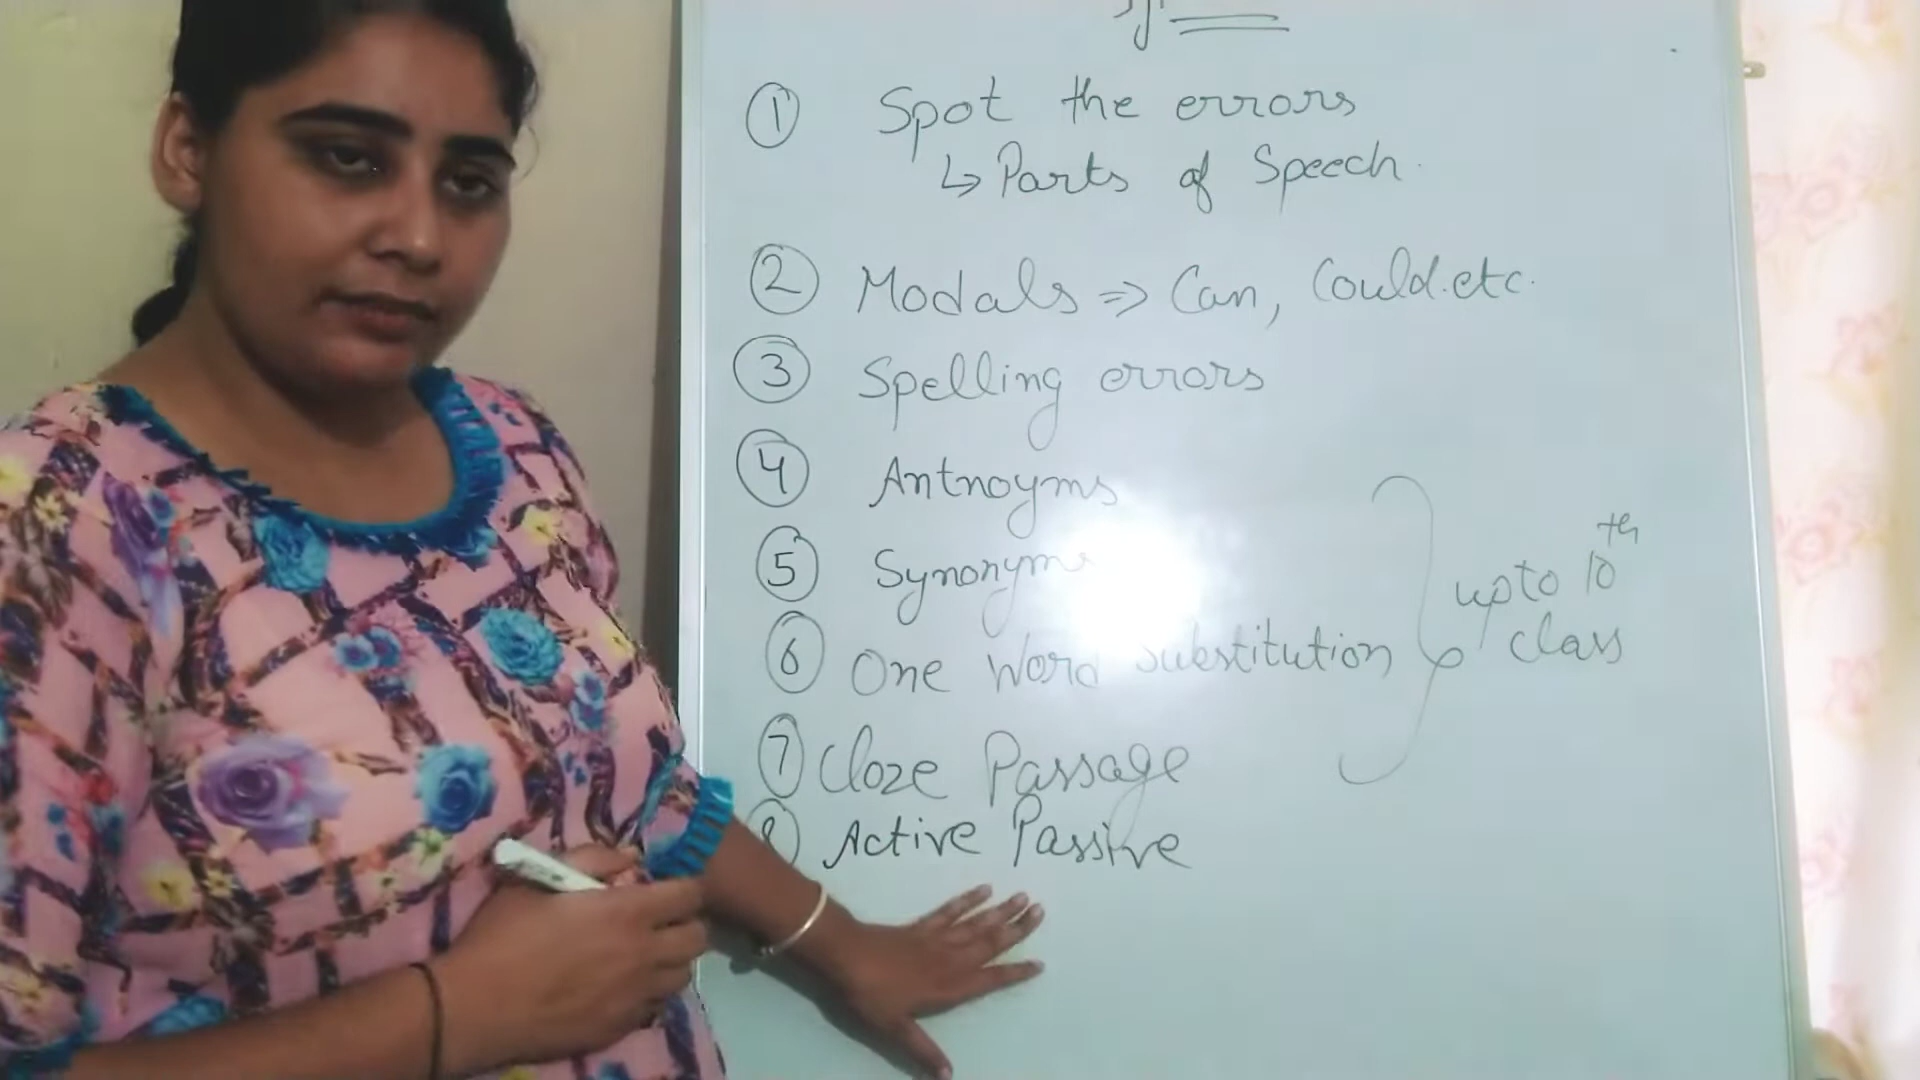 ① Spot the errors
↳ Parts of Speech.
② Modals ⇒ Can, Could.etc.
③ Spelling errors
④ Antnoyms
⑤ Synonyms
⑥ One Word substitution
upto 10th
class
⑦ Cloze Passage
⑧ Active Passive